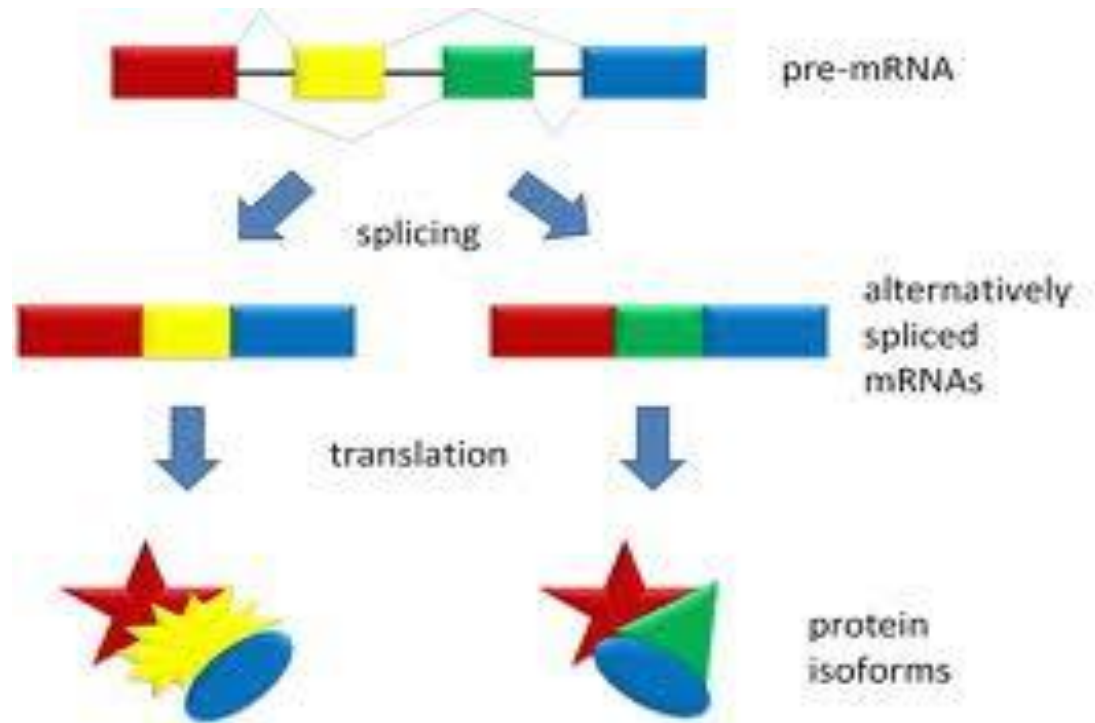 pre-mRNA
splicing
alternatively
spliced
mRNAs
translation
protein
isoforms